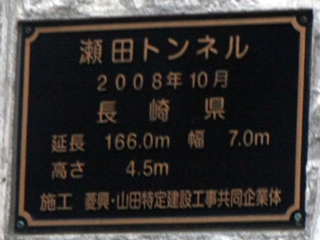 瀬田トンネル
2008年10月
長崎県
延長 166.0m 幅 7.0m
高さ 4.5m
施工 菱興・山田特定建設工事共同企業体